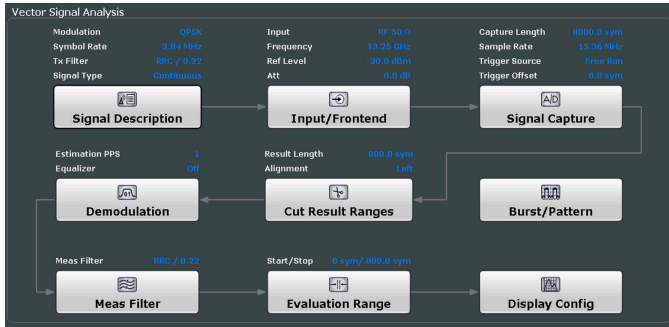 Vector Signal Analysis
Modulation QPSK Input RF 50 Ω Capture Length 8000.0 sym
Symbol Rate 3.84 MHz Frequency 13.25 GHz Sample Rate 15.36 MHz
Tx Filter RRC / 0.22 Ref Level -30.0 dBm Trigger Source Free Run
Signal Type Continuous Att 0.0 dB Trigger Offset 0.0 sym
A/D
Signal Description Input/Frontend Signal Capture
Estimation PPS 1 Result Length 800.0 sym
Equalizer Off Alignment Left
Demodulation Cut Result Ranges Burst/Pattern
Meas Filter RRC / 0.22 Start/Stop 0 sym/ 800.0 sym
Meas Filter Evaluation Range Display Config